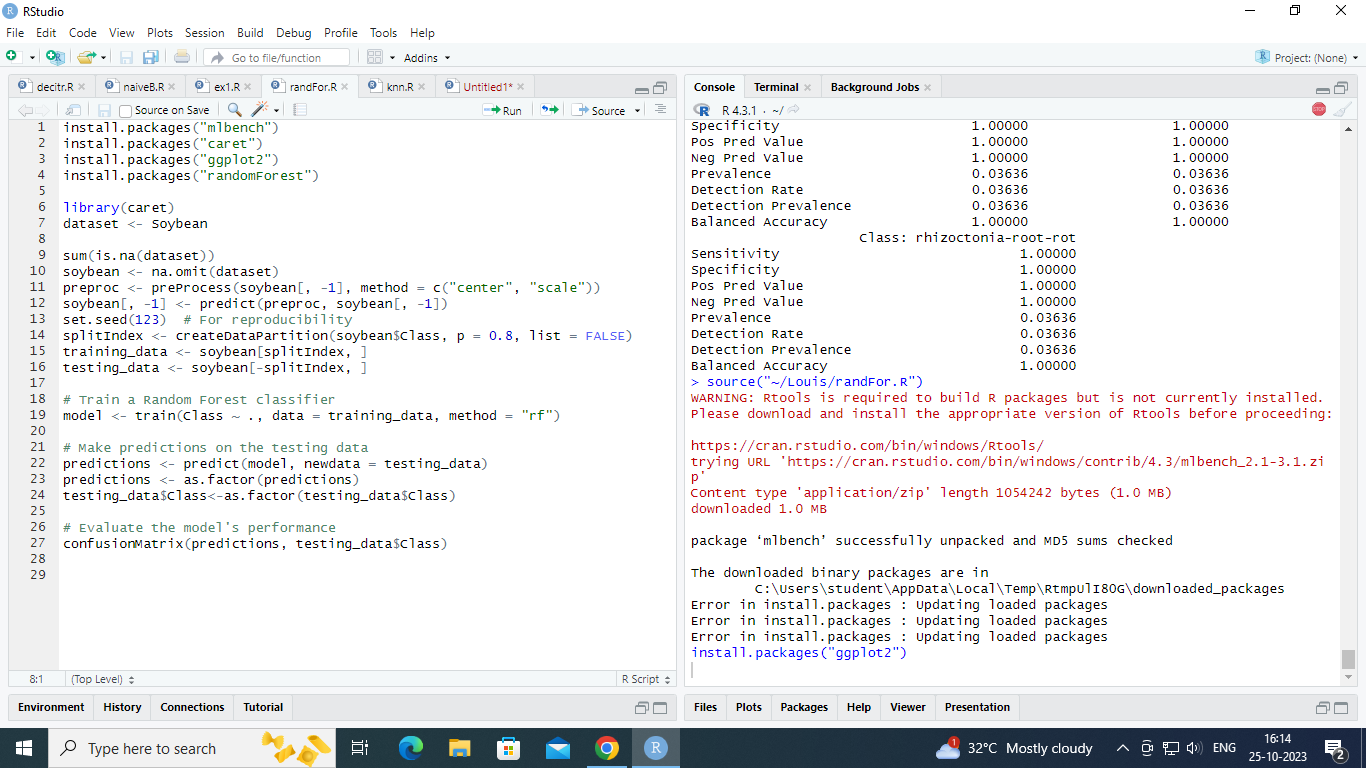 RStudio
File Edit Code View Plots Session Build Debug Profile Tools Help
Go to file/function Addins Project: (None)
decitr.R naiveB.R ex1.R randFor.R knn.R Untitled1*
Source on Save Run Source
1 install.packages("mlbench")
2 install.packages("caret")
3 install.packages("ggplot2")
4 install.packages("randomForest")
5
6 library(caret)
7 dataset <- Soybean
8
9 sum(is.na(dataset))
10 soybean <- na.omit(dataset)
11 preproc <- preProcess(soybean[, -1], method = c("center", "scale"))
12 soybean[, -1] <- predict(preproc, soybean[, -1])
13 set.seed(123)  # For reproducibility
14 splitIndex <- createDataPartition(soybean$Class, p = 0.8, list = FALSE)
15 training_data <- soybean[splitIndex, ]
16 testing_data <- soybean[-splitIndex, ]
17
18 # Train a Random Forest classifier
19 model <- train(Class ~ ., data = training_data, method = "rf")
20
21 # Make predictions on the testing data
22 predictions <- predict(model, newdata = testing_data)
23 predictions <- as.factor(predictions)
24 testing_data$Class<-as.factor(testing_data$Class)
25
26 # Evaluate the model's performance
27 confusionMatrix(predictions, testing_data$Class)
28
29
8:1 (Top Level) R Script
Environment History Connections Tutorial
Console Terminal Background Jobs
R 4.3.1 · ~/
Specificity 1.00000 1.00000
Pos Pred Value 1.00000 1.00000
Neg Pred Value 1.00000 1.00000
Prevalence 0.03636 0.03636
Detection Rate 0.03636 0.03636
Detection Prevalence 0.03636 0.03636
Balanced Accuracy 1.00000 1.00000
Class: rhizoctonia-root-rot
Sensitivity 1.00000
Specificity 1.00000
Pos Pred Value 1.00000
Neg Pred Value 1.00000
Prevalence 0.03636
Detection Rate 0.03636
Detection Prevalence 0.03636
Balanced Accuracy 1.00000
> source("~/Louis/randFor.R")
WARNING: Rtools is required to build R packages but is not currently installed.
Please download and install the appropriate version of Rtools before proceeding:
https://cran.rstudio.com/bin/windows/Rtools/
trying URL 'https://cran.rstudio.com/bin/windows/contrib/4.3/mlbench_2.1-3.1.zi
p'
Content type 'application/zip' length 1054242 bytes (1.0 MB)
downloaded 1.0 MB
package ‘mlbench’ successfully unpacked and MD5 sums checked
The downloaded binary packages are in
C:\Users\student\AppData\Local\Temp\RtmpUlI8OG\downloaded_packages
Error in install.packages : Updating loaded packages
Error in install.packages : Updating loaded packages
Error in install.packages : Updating loaded packages
install.packages("ggplot2")
Files Plots Packages Help Viewer Presentation
Type here to search
1 32°C Mostly cloudy ENG 16:14
25-10-2023 2